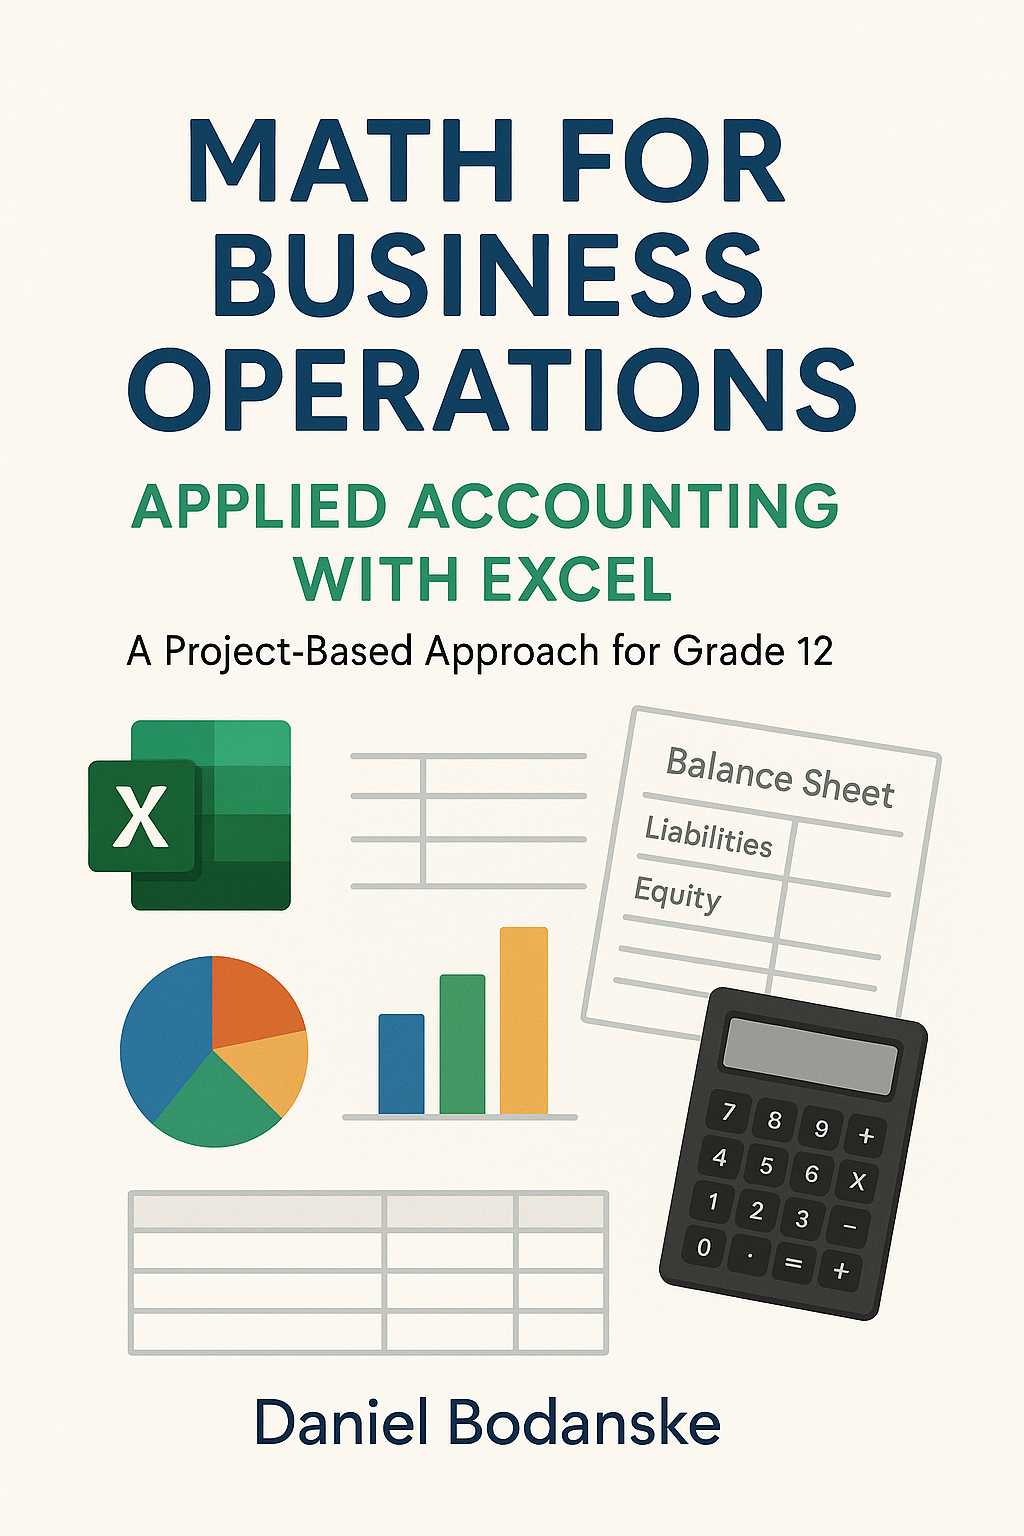 MATH FOR
BUSINESS
OPERATIONS
APPLIED ACCOUNTING
WITH EXCEL
A Project-Based Approach for Grade 12
X
Balance Sheet
Liabilities
Equity
7 8 9 +
4 5 6 X
1 2 3 −
0 · = +
Daniel Bodanske